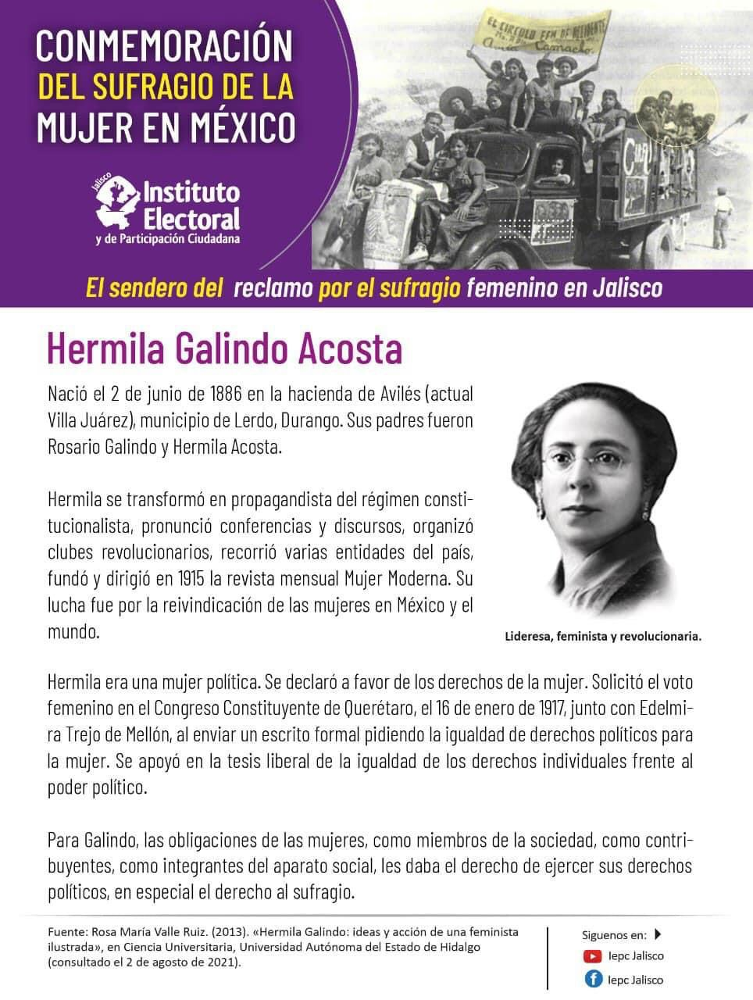 CONMEMORACIÓN
DEL SUFRAGIO DE LA
MUJER EN MÉXICO
Jalisco
Instituto
Electoral
y de Participación Ciudadana
EL CIRCULO FFM DE OCCIDENTE
Camacho.
El sendero del reclamo por el sufragio femenino en Jalisco
Hermila Galindo Acosta
Nació el 2 de junio de 1886 en la hacienda de Avilés (actual
Villa Juárez), municipio de Lerdo, Durango. Sus padres fueron
Rosario Galindo y Hermila Acosta.
Hermila se transformó en propagandista del régimen consti-
tucionalista, pronunció conferencias y discursos, organizó
clubes revolucionarios, recorrió varias entidades del país,
fundó y dirigió en 1915 la revista mensual Mujer Moderna. Su
lucha fue por la reivindicación de las mujeres en México y el
mundo.
Lideresa, feminista y revolucionaria.
Hermila era una mujer política. Se declaró a favor de los derechos de la mujer. Solicitó el voto
femenino en el Congreso Constituyente de Querétaro, el 16 de enero de 1917, junto con Edelmi-
ra Trejo de Mellón, al enviar un escrito formal pidiendo la igualdad de derechos políticos para
la mujer. Se apoyó en la tesis liberal de la igualdad de los derechos individuales frente al
poder político.
Para Galindo, las obligaciones de las mujeres, como miembros de la sociedad, como contri-
buyentes, como integrantes del aparato social, les daba el derecho de ejercer sus derechos
políticos, en especial el derecho al sufragio.
Fuente: Rosa María Valle Ruiz. (2013). «Hermila Galindo: ideas y acción de una feminista
ilustrada», en Ciencia Universitaria, Universidad Autónoma del Estado de Hidalgo
(consultado el 2 de agosto de 2021).
Siguenos en:
Iepc Jalisco
Iepc Jalisco